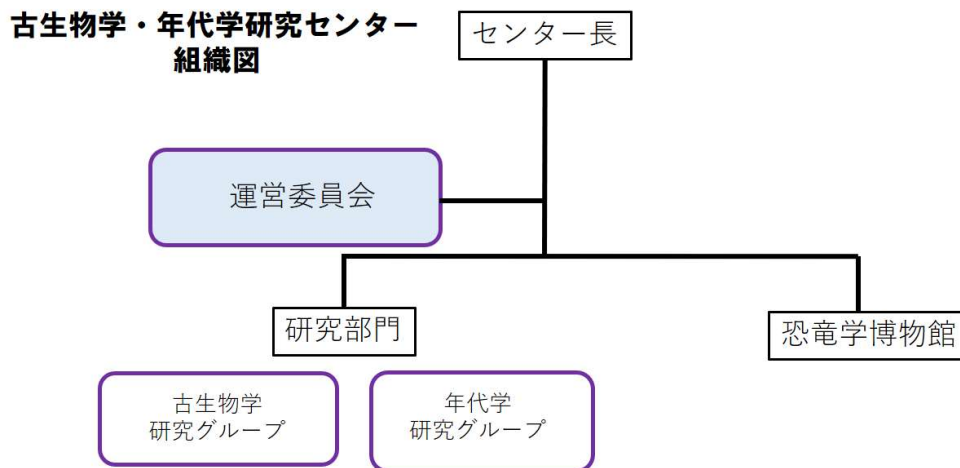 古生物学・年代学研究センター
組織図
センター長
運営委員会
研究部門
恐竜学博物館
古生物学
研究グループ
年代学
研究グループ